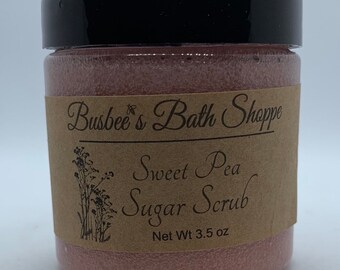 Busbee's Bath Shoppe
Sweet Pea
Sugar Scrub
Net Wt 3.5 oz